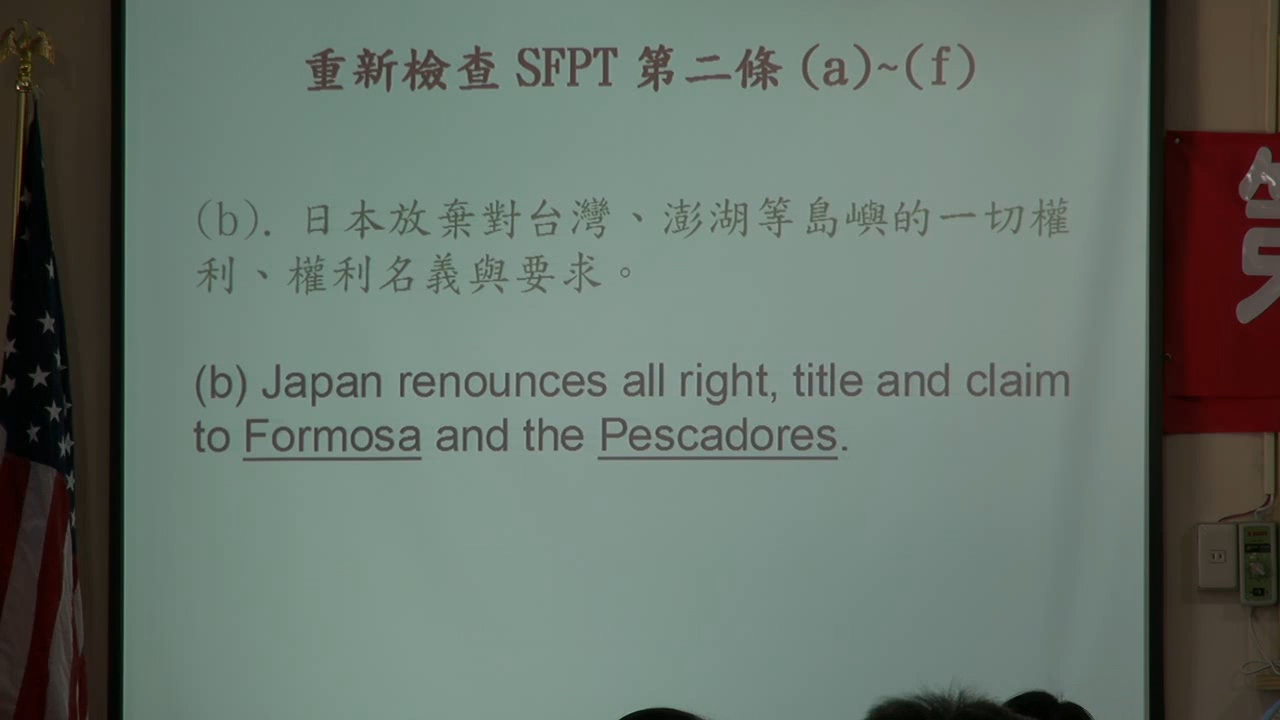 重新檢查 SFPT 第二條 (a)~(f)
(b). 日本放棄對台灣、澎湖等島嶼的一切權
利、權利名義與要求。
(b) Japan renounces all right, title and claim
to Formosa and the Pescadores.